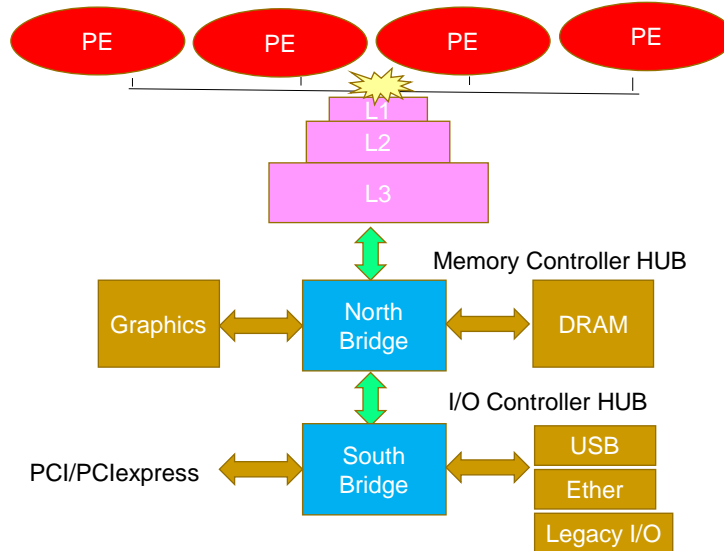 PE
PE
PE
PE
L1
L2
L3
Memory Controller HUB
Graphics
North
Bridge
DRAM
I/O Controller HUB
PCI/PCIexpress
South
Bridge
USB
Ether
Legacy I/O